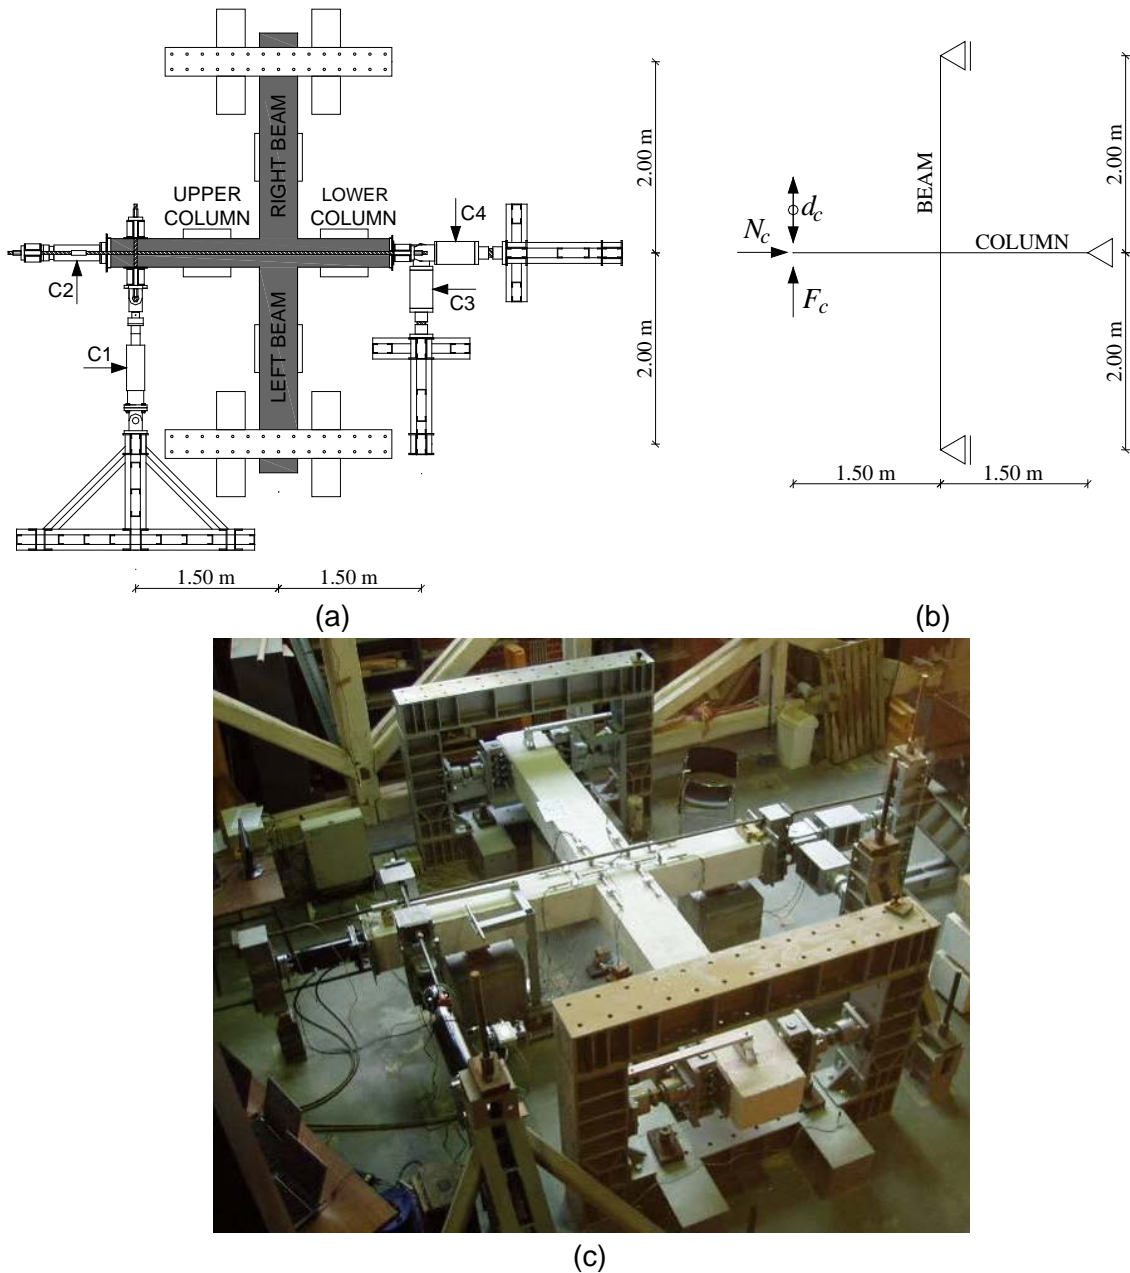 RIGHT BEAM
UPPER
COLUMN
LOWER
COLUMN
C4
C2
C3
C1
LEFT BEAM
1.50 m
1.50 m
(a)
2.00 m
2.00 m
BEAM
2.00 m
2.00 m
d_c
N_c
COLUMN
F_c
1.50 m
1.50 m
(b)
(c)